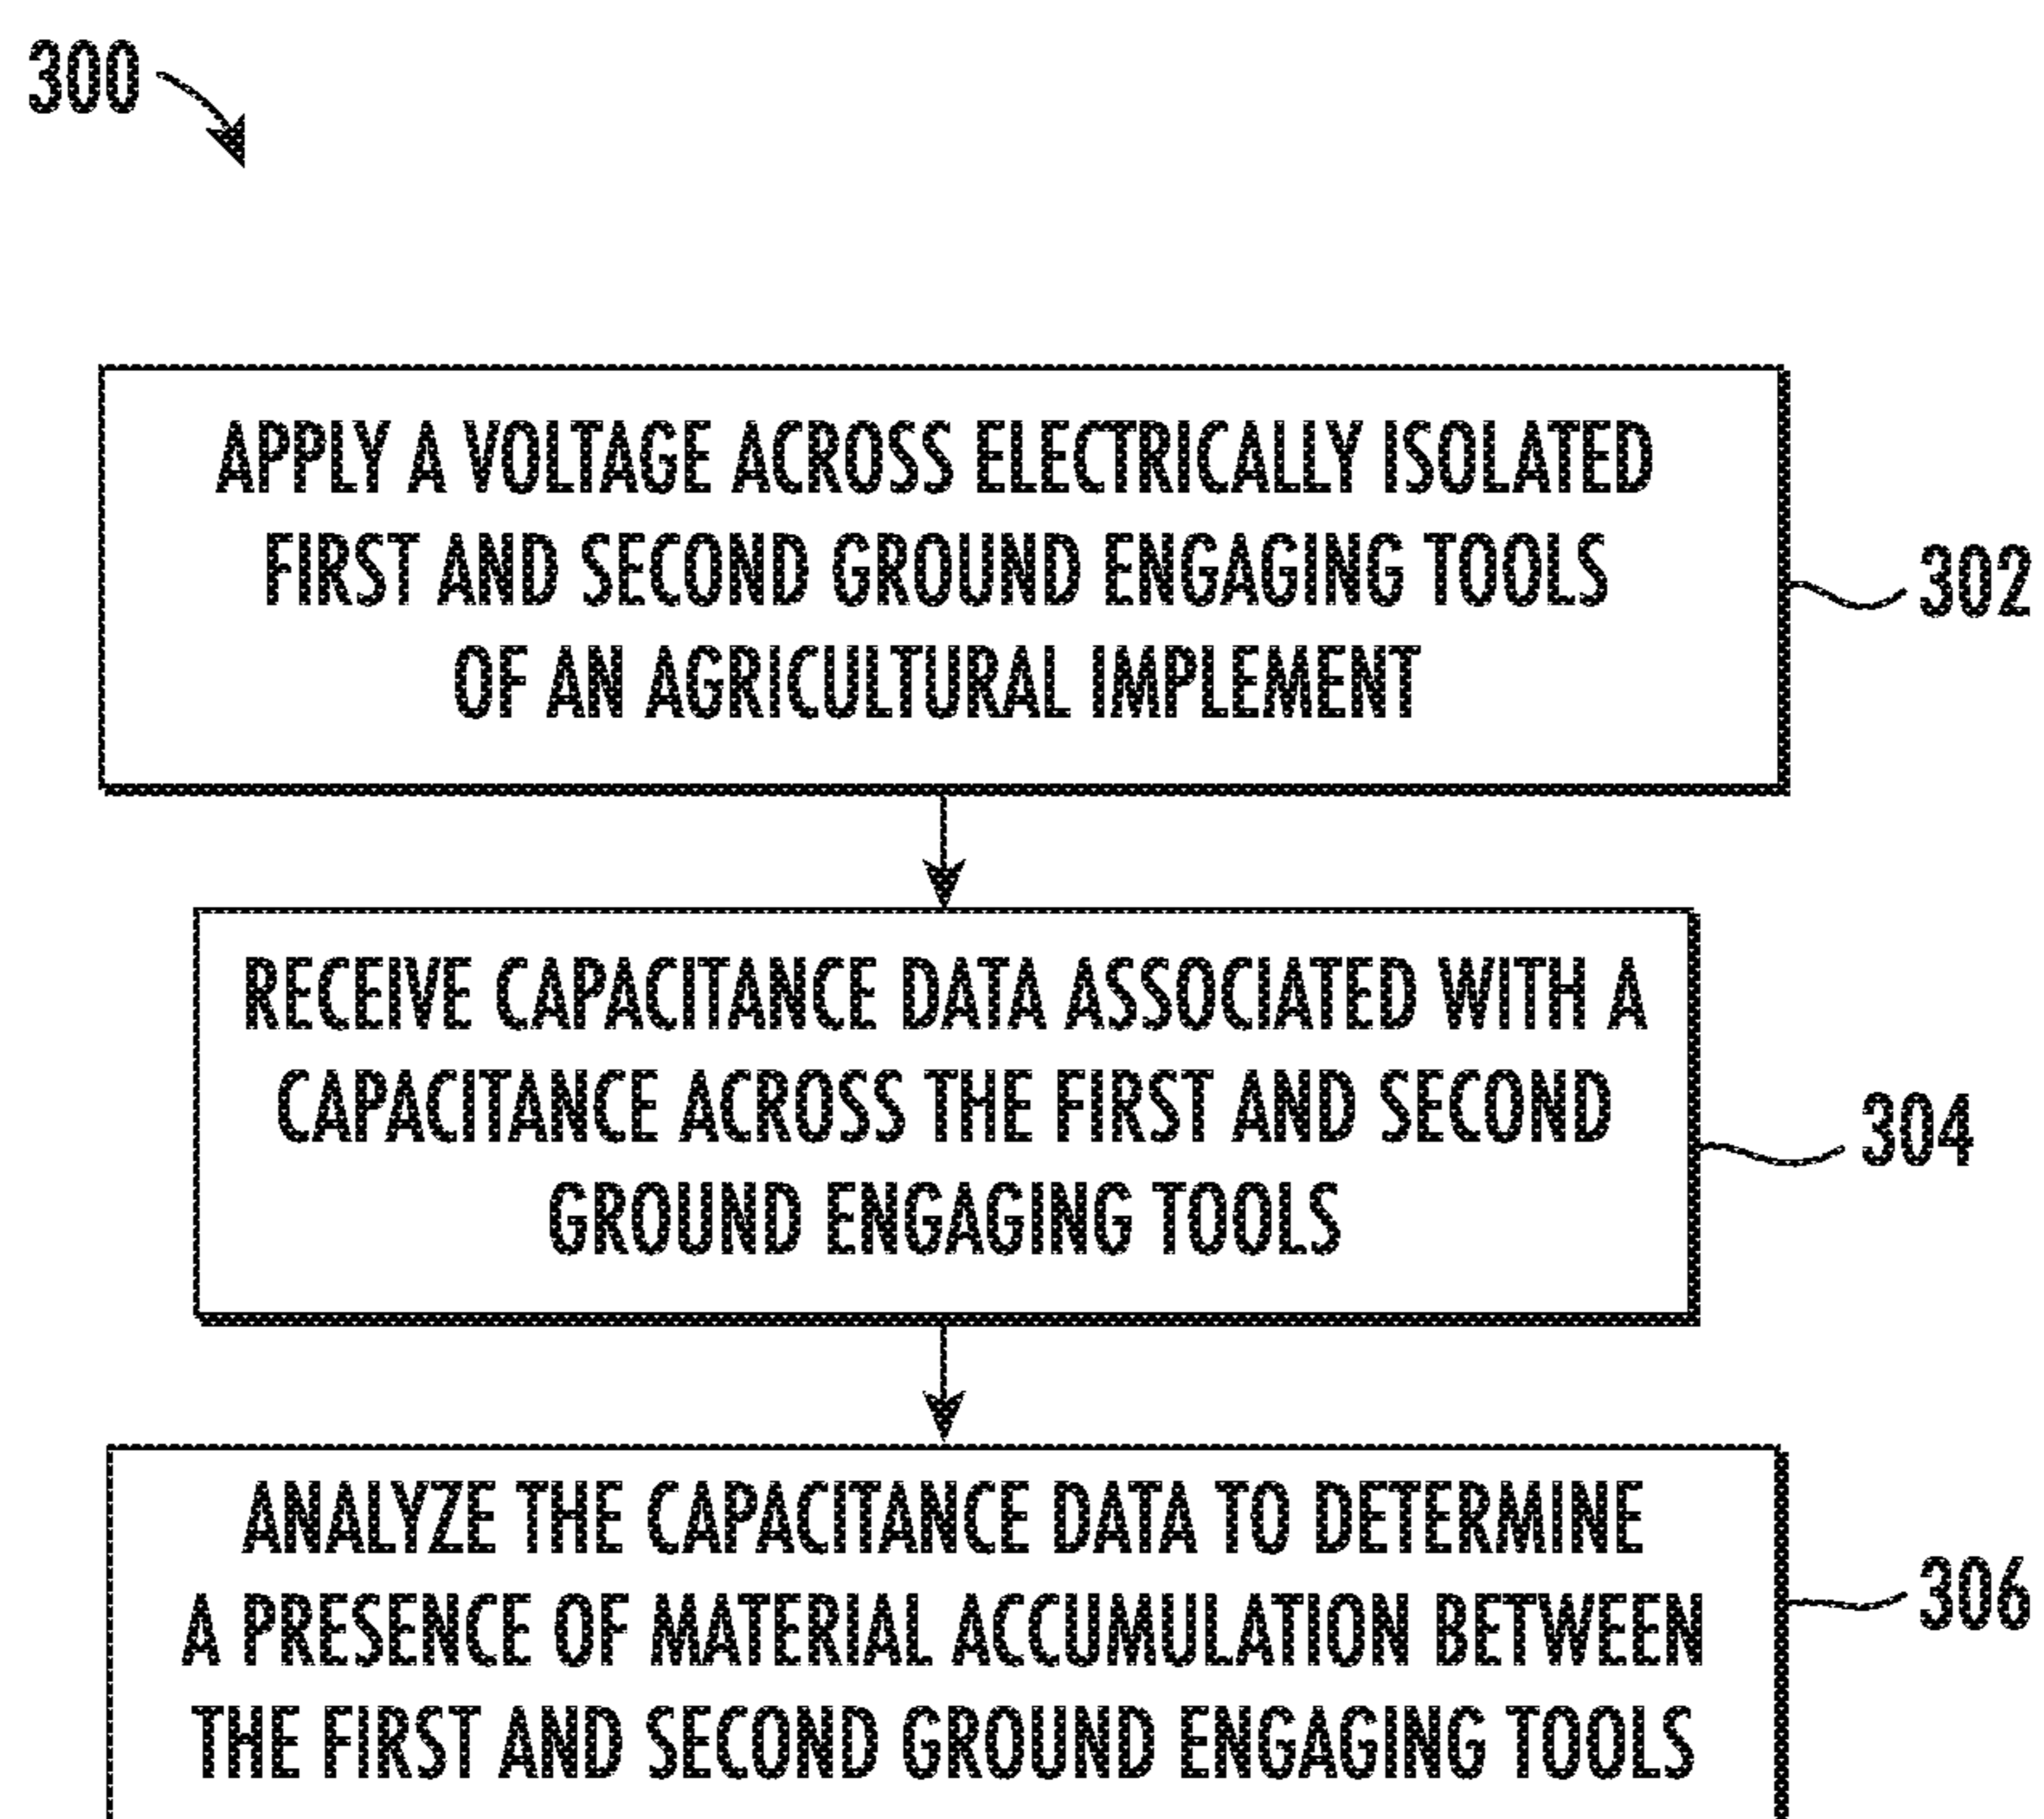 300
APPLY A VOLTAGE ACROSS ELECTRICALLY ISOLATED
FIRST AND SECOND GROUND ENGAGING TOOLS
OF AN AGRICULTURAL IMPLEMENT
302
RECEIVE CAPACITANCE DATA ASSOCIATED WITH A
CAPACITANCE ACROSS THE FIRST AND SECOND
GROUND ENGAGING TOOLS
304
ANALYZE THE CAPACITANCE DATA TO DETERMINE
A PRESENCE OF MATERIAL ACCUMULATION BETWEEN
THE FIRST AND SECOND GROUND ENGAGING TOOLS
306